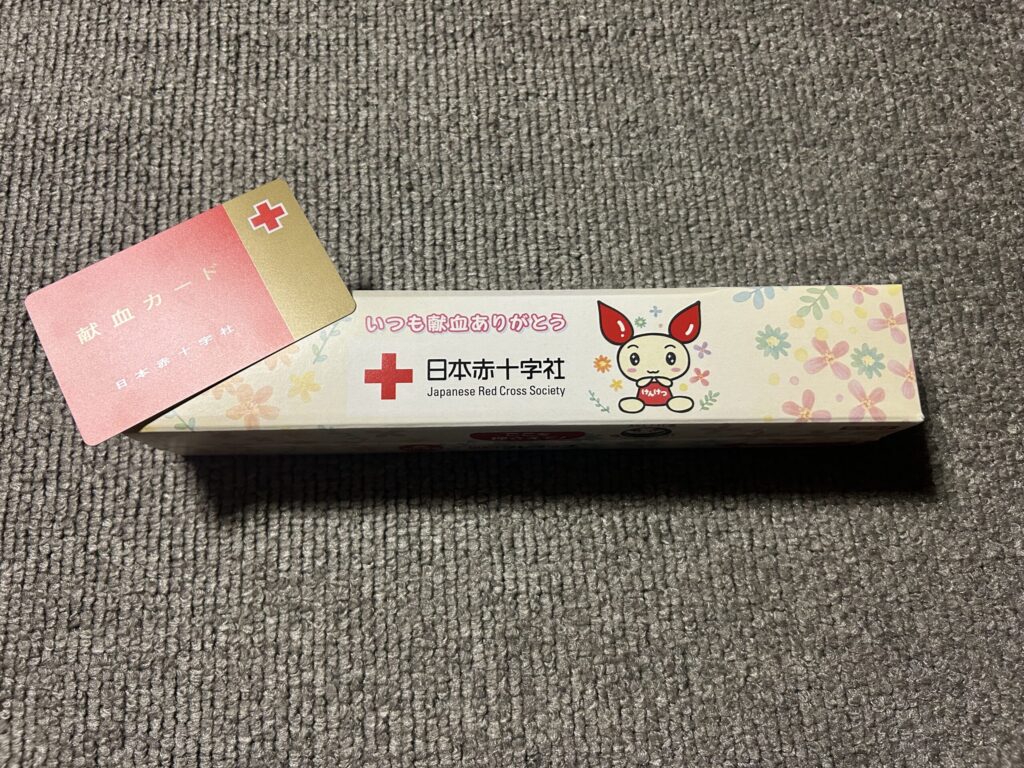 献血カード
日本赤十字社
いつも献血ありがとう
日本赤十字社
Japanese Red Cross Society
けんけつ